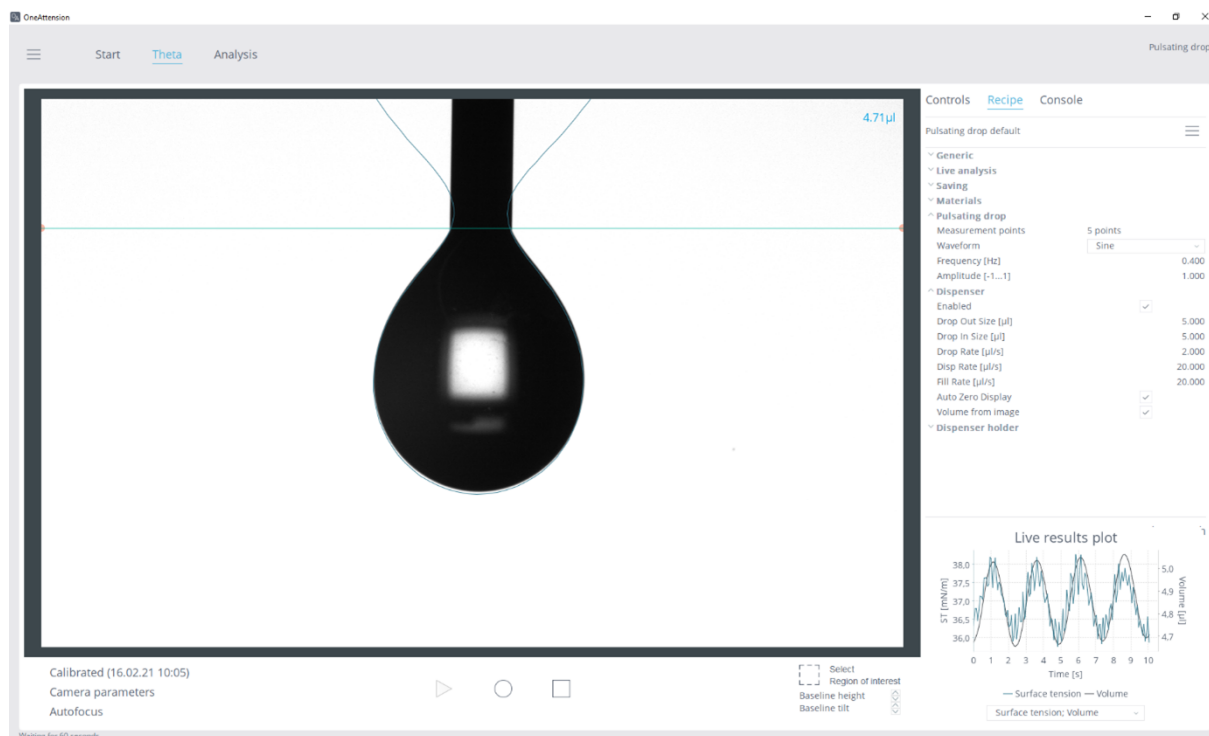 OneAttension
Start Theta Analysis
Pulsating drop
4.71µl
Controls Recipe Console
Pulsating drop default
Generic
Live analysis
Saving
Materials
Pulsating drop
Measurement points 5 points
Waveform Sine
Frequency [Hz] 0.400
Amplitude [-1...1] 1.000
Dispenser
Enabled
Drop Out Size [µl] 5.000
Drop In Size [µl] 5.000
Drop Rate [µl/s] 2.000
Disp Rate [µl/s] 20.000
Fill Rate [µl/s] 20.000
Auto Zero Display
Volume from image
Dispenser holder
Live results plot
ST [mN/m]
38,0
37,5
37,0
36,5
36,0
5,0
4,9
4,8
4,7
Volume [µl]
0 1 2 3 4 5 6 7 8 9 10
Time [s]
Surface tension Volume
Surface tension; Volume
Calibrated (16.02.21 10:05)
Camera parameters
Autofocus
Select
Region of interest
Baseline height
Baseline tilt
Waiting for 60 seconds